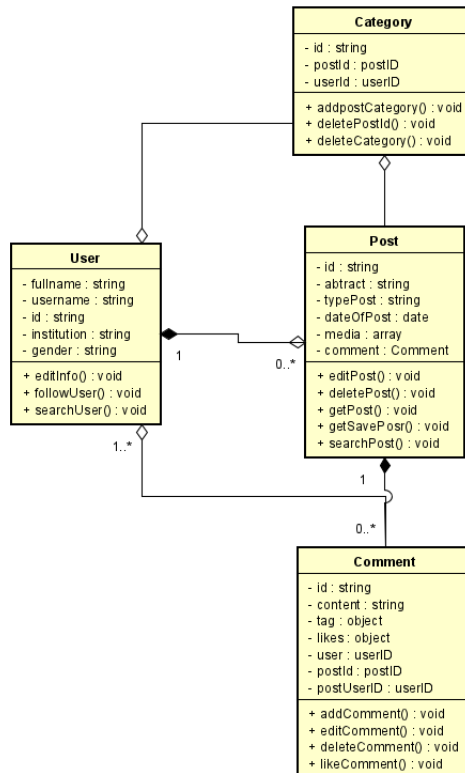 Category
- id : string
- postId : postID
- userId : userID
+ addpostCategory() : void
+ deletePostId() : void
+ deleteCategory() : void
User
- fullname : string
- username : string
- id : string
- institution : string
- gender : string
+ editInfo() : void
+ followUser() : void
+ searchUser() : void
1
1..*
Post
- id : string
- abtract : string
- typePost : string
- dateOfPost : date
- media : array
- comment : Comment
+ editPost() : void
+ deletePost() : void
+ getPost() : void
+ getSavePosr() : void
+ searchPost() : void
0..*
1
0..*
Comment
- id : string
- content : string
- tag : object
- likes : object
- user : userID
- postId : postID
- postUserID : userID
+ addComment() : void
+ editComment() : void
+ deleteComment() : void
+ likeComment() : void